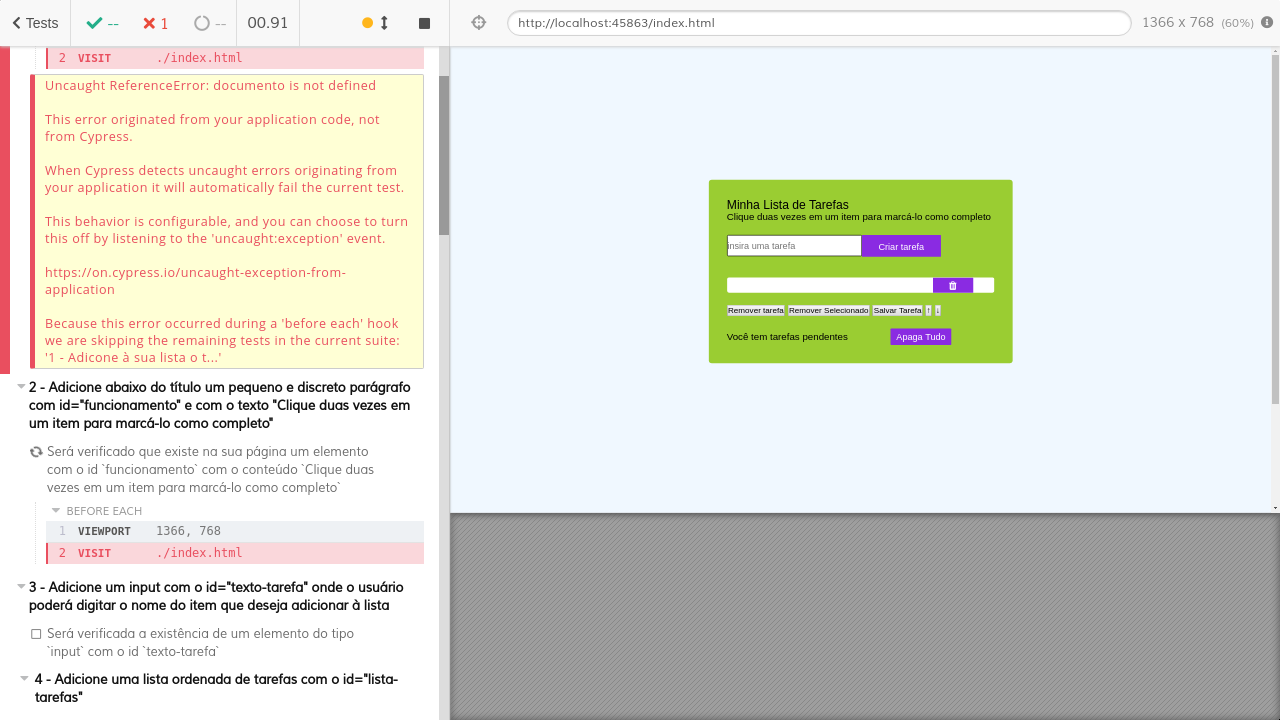 Tests
--
1
--
00.91
http://localhost:45863/index.html
1366 x 768 (60%)
2 VISIT ./index.html
Uncaught ReferenceError: documento is not defined
This error originated from your application code, not
from Cypress.
When Cypress detects uncaught errors originating from
your application it will automatically fail the current test.
This behavior is configurable, and you can choose to turn
this off by listening to the 'uncaught:exception' event.
https://on.cypress.io/uncaught-exception-from-
application
Because this error occurred during a 'before each' hook
we are skipping the remaining tests in the current suite:
'1 - Adicone à sua lista o t...'
2 - Adicione abaixo do título um pequeno e discreto parágrafo
com id="funcionamento" e com o texto "Clique duas vezes em
um item para marcá-lo como completo"
Será verificado que existe na sua página um elemento
com o id `funcionamento` com o conteúdo `Clique duas
vezes em um item para marcá-lo como completo`
BEFORE EACH
1 VIEWPORT 1366, 768
2 VISIT ./index.html
3 - Adicione um input com o id="texto-tarefa" onde o usuário
poderá digitar o nome do item que deseja adicionar à lista
Será verificada a existência de um elemento do tipo
`input` com o id `texto-tarefa`
4 - Adicione uma lista ordenada de tarefas com o id="lista-
tarefas"
Minha Lista de Tarefas
Clique duas vezes em um item para marcá-lo como completo
insira uma tarefa Criar tarefa
Remover tarefa Remover Selecionado Salvar Tarefa ↑ ↓
Você tem tarefas pendentes Apaga Tudo